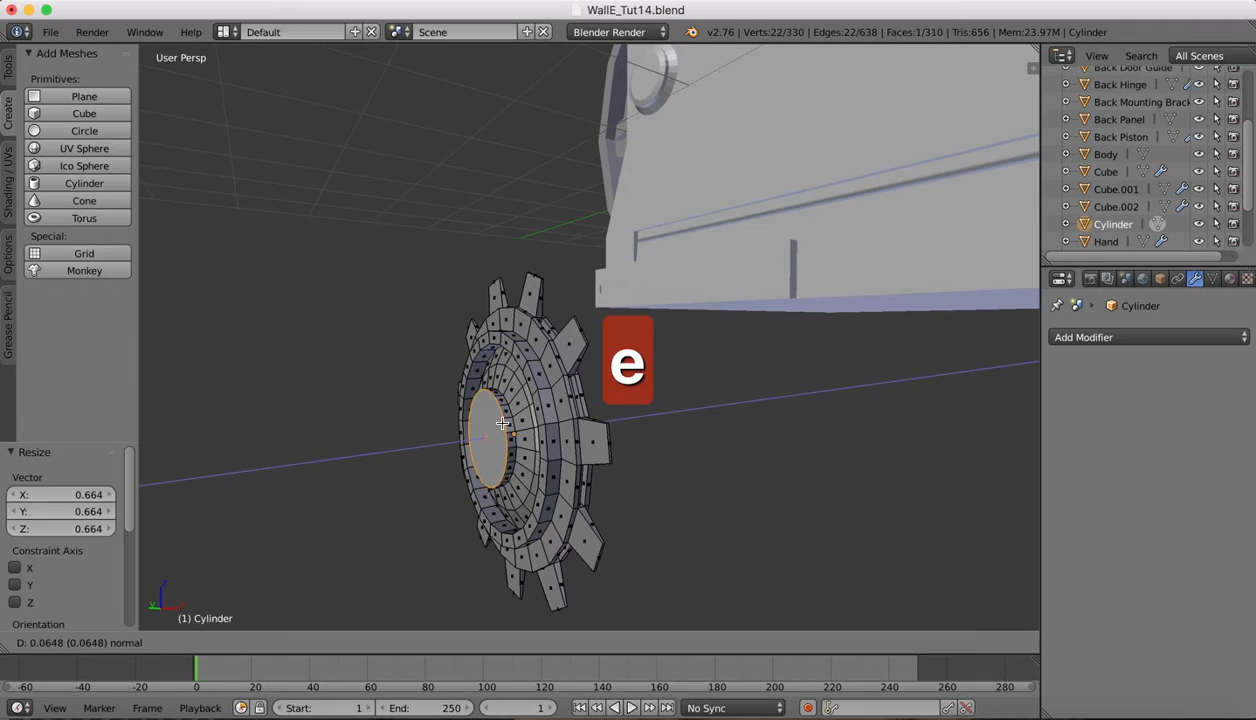 WallE_Tut14.blend
File Render Window Help Default Scene Blender Render v2.76 | Verts:22/330 | Edges:22/638 | Faces:1/310 | Tris:656 | Mem:23.97M | Cylinder
Add Meshes
Primitives:
Plane
Cube
Circle
UV Sphere
Ico Sphere
Cylinder
Cone
Torus
Special:
Grid
Monkey
Tools
Create
Shading / UVs
Options
Grease Pencil
Resize
Vector
X: 0.664
Y: 0.664
Z: 0.664
Constraint Axis
X
Y
Z
Orientation
User Persp
e
(1) Cylinder
D: 0.0648 (0.0648) normal
View Search All Scenes
Back Door Guide
Back Hinge
Back Mounting Brack
Back Panel
Back Piston
Body
Cube
Cube.001
Cube.002
Cylinder
Hand
Cylinder
Add Modifier
-60 -40 -20 0 20 40 60 80 100 120 140 160 180 200 220 240 260 280
View Marker Frame Playback Start: 1 End: 250 1 No Sync